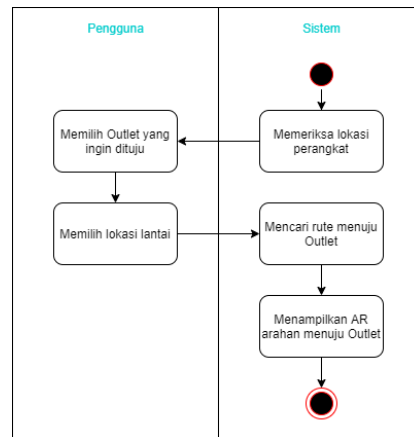 Pengguna
Sistem
Memeriksa lokasi
perangkat
Memilih Outlet yang
ingin dituju
Memilih lokasi lantai
Mencari rute menuju
Outlet
Menampilkan AR
arahan menuju Outlet